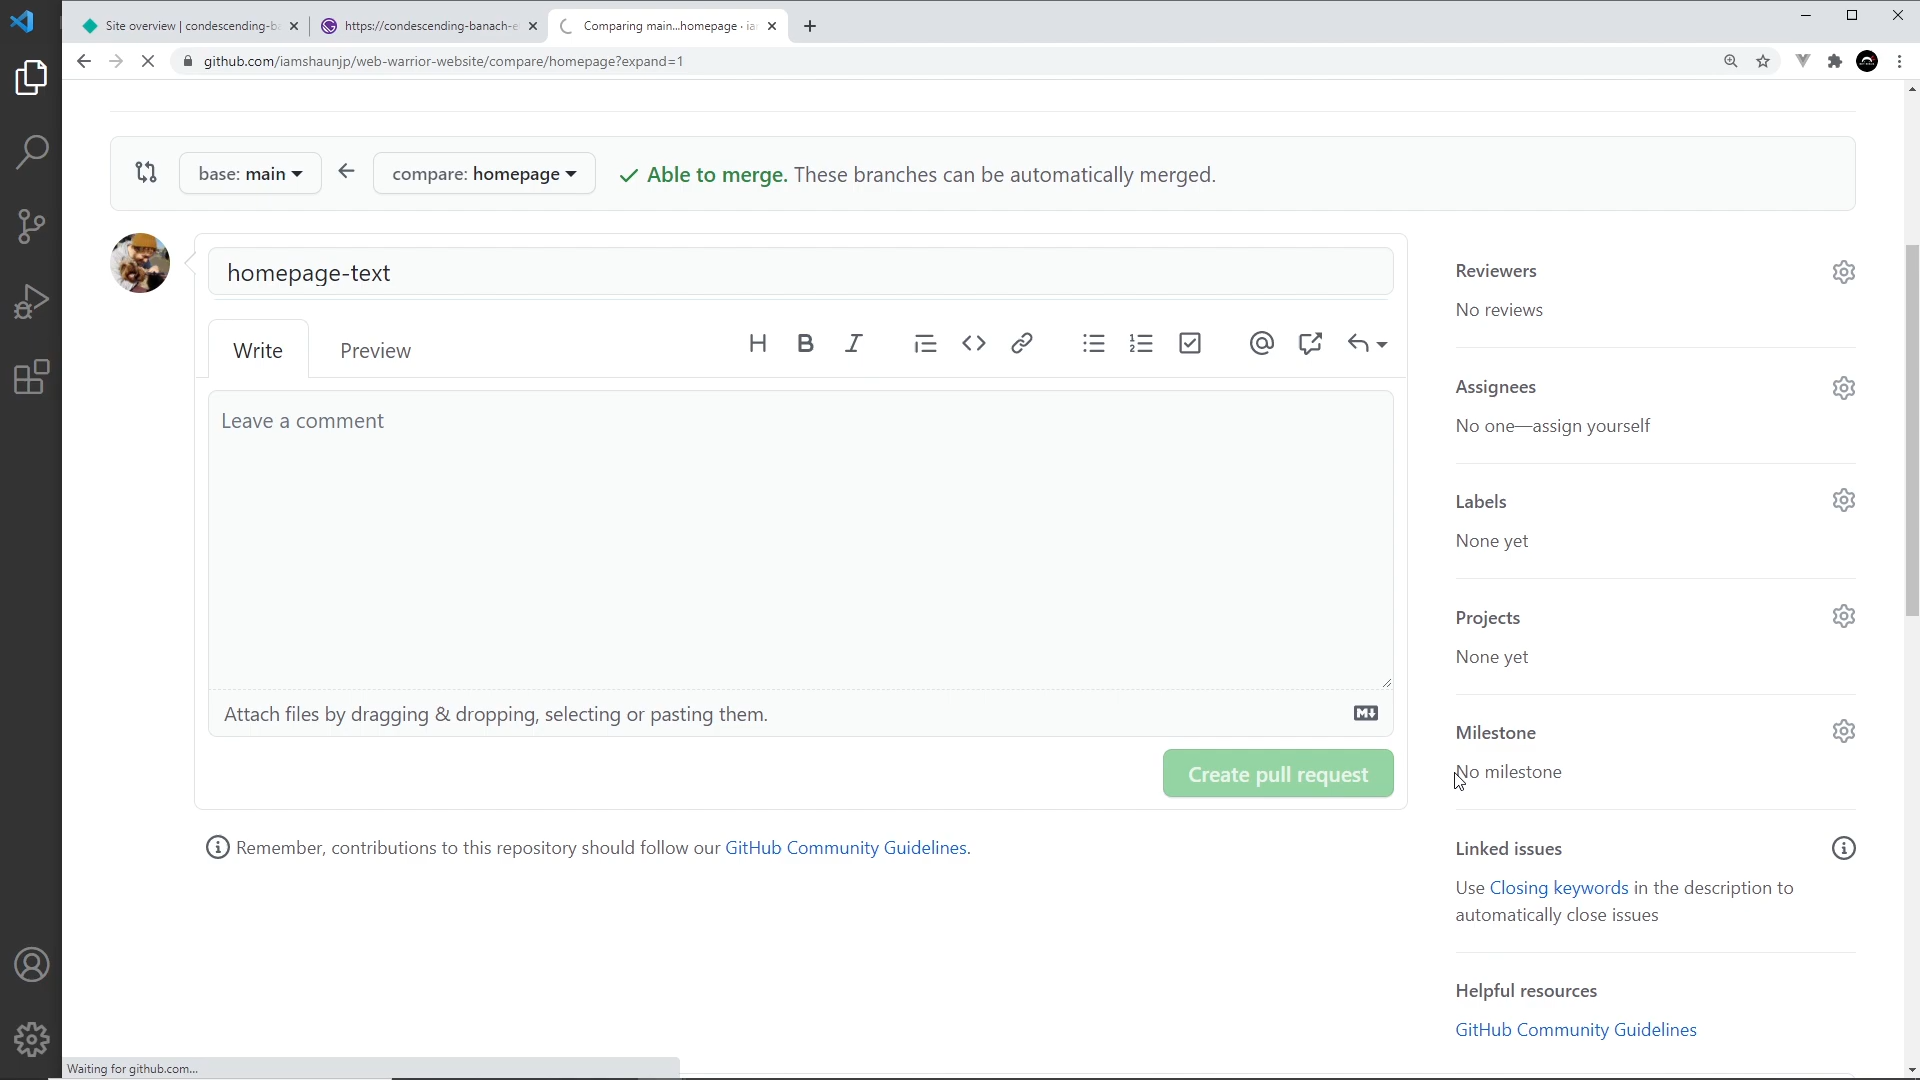 Site overview | condescending-ba
https://condescending-banach-e
Comparing main...homepage · ia
github.com/iamshaunjp/web-warrior-website/compare/homepage?expand=1
base: main
compare: homepage
Able to merge. These branches can be automatically merged.
homepage-text
Write
Preview
Leave a comment
Attach files by dragging & dropping, selecting or pasting them.
Create pull request
Remember, contributions to this repository should follow our GitHub Community Guidelines.
Reviewers
No reviews
Assignees
No one—assign yourself
Labels
None yet
Projects
None yet
Milestone
No milestone
Linked issues
Use Closing keywords in the description to
automatically close issues
Helpful resources
GitHub Community Guidelines
Waiting for github.com...